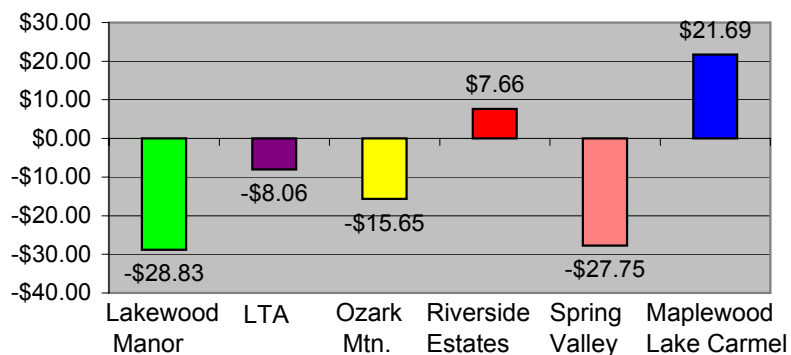 $30.00
$20.00
$10.00
$0.00
-$10.00
-$20.00
-$30.00
-$40.00
-$28.83
-$8.06
-$15.65
$7.66
-$27.75
$21.69
Lakewood
Manor
LTA
Ozark
Mtn.
Riverside
Estates
Spring
Valley
Maplewood
Lake Carmel